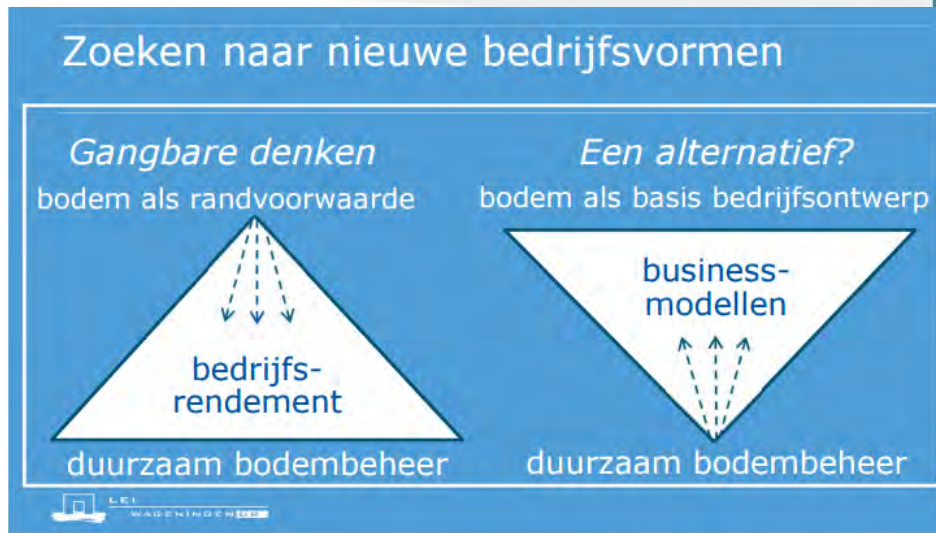 Zoeken naar nieuwe bedrijfsvormen
Gangbare denken
bodem als randvoorwaarde
bedrijfs-
rendement
duurzaam bodembeheer
Een alternatief?
bodem als basis bedrijfsontwerp
business-
modellen
duurzaam bodembeheer
LEI
WAGENINGEN UR